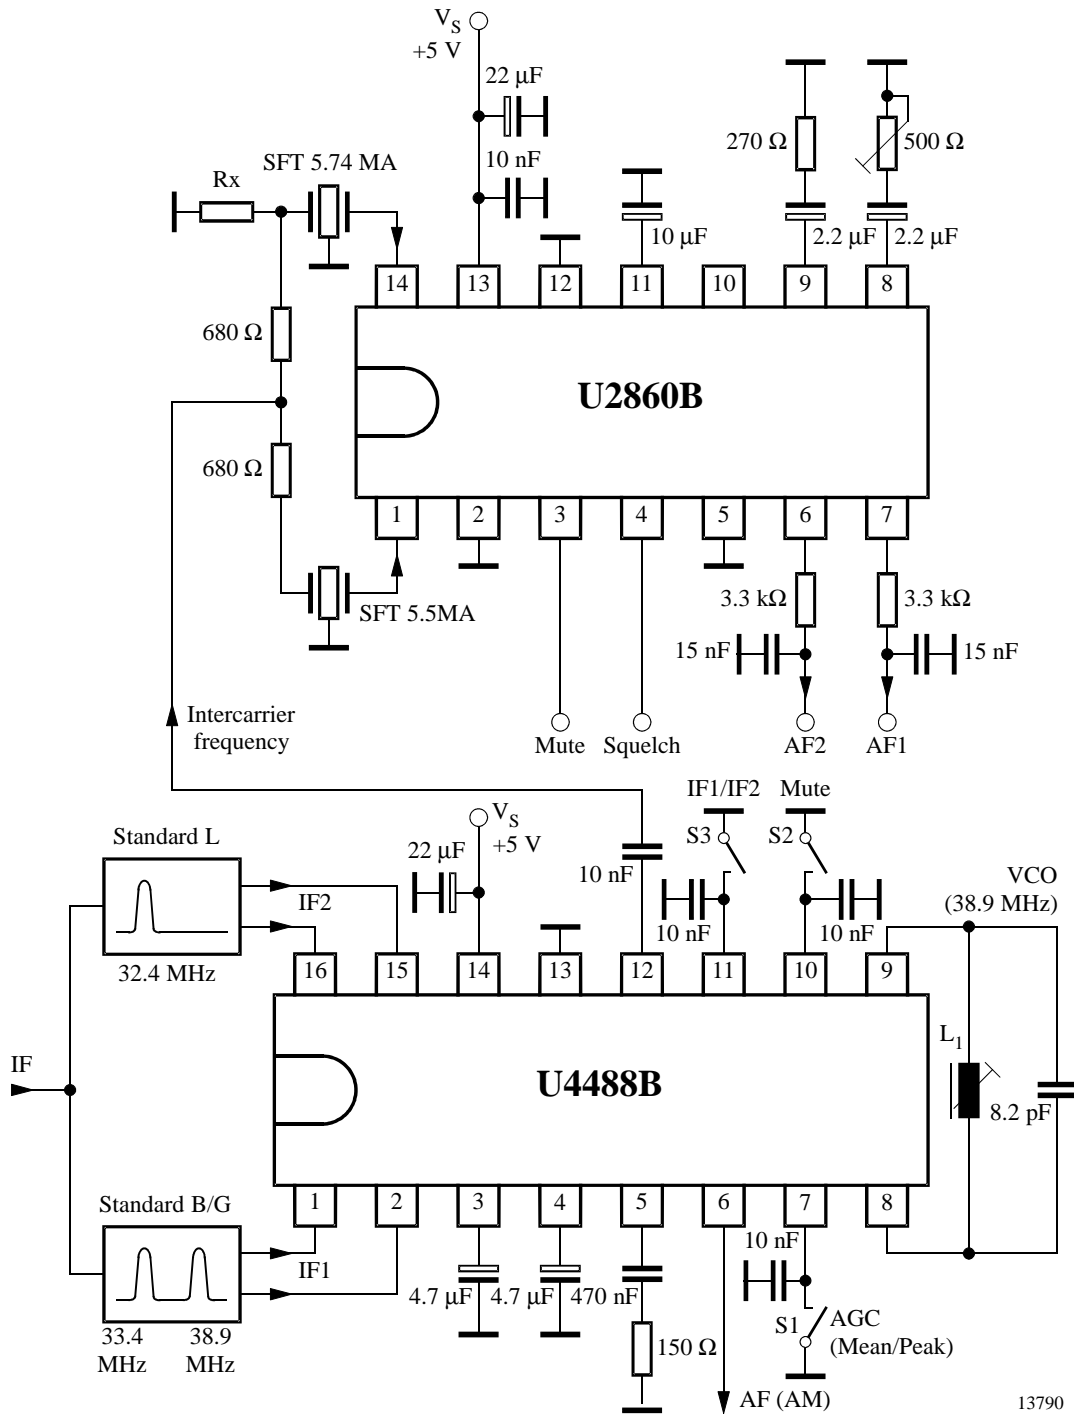 V_S
+5 V
22 µF
10 nF
270 Ω
500 Ω
SFT 5.74 MA
Rx
10 µF
2.2 µF
2.2 µF
14
13
12
11
10
9
8
680 Ω
U2860B
680 Ω
1
2
3
4
5
6
7
SFT 5.5MA
3.3 kΩ
3.3 kΩ
15 nF
15 nF
Intercarrier
frequency
Mute
Squelch
AF2
AF1
IF1/IF2
Mute
V_S
+5 V
S3
S2
Standard L
22 µF
10 nF
VCO
(38.9 MHz)
IF2
10 nF
10 nF
32.4 MHz
16
15
14
13
12
11
10
9
L_1
IF
U4488B
8.2 pF
Standard B/G
1
2
3
4
5
6
7
8
IF1
10 nF
4.7 µF
4.7 µF
470 nF
33.4
MHz
38.9
MHz
150 Ω
S1
AGC
(Mean/Peak)
AF (AM)
13790